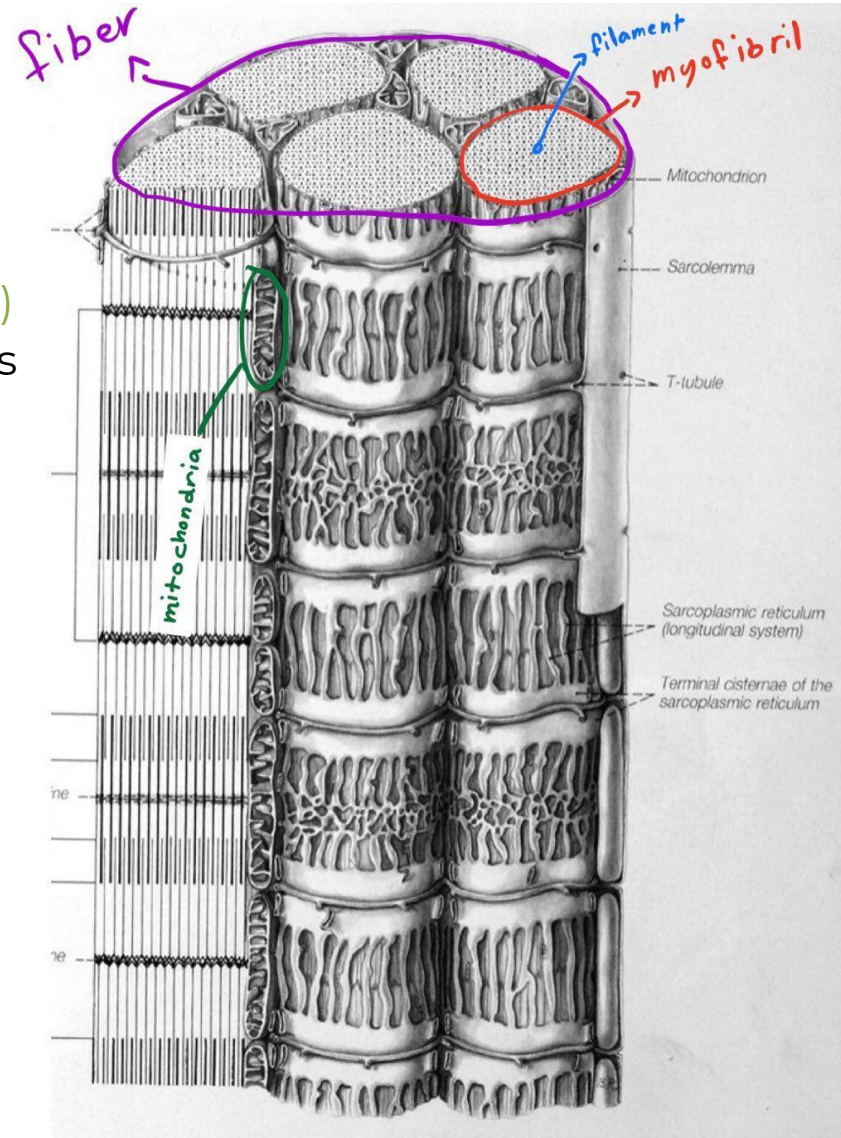 fiber
filament
myofibril
Mitochondrion
Sarcolemma
)
s
T-tubule
mitochondria
Sarcoplasmic reticulum
(longitudinal system)
Terminal cisternae of the
sarcoplasmic reticulum
ne
ne